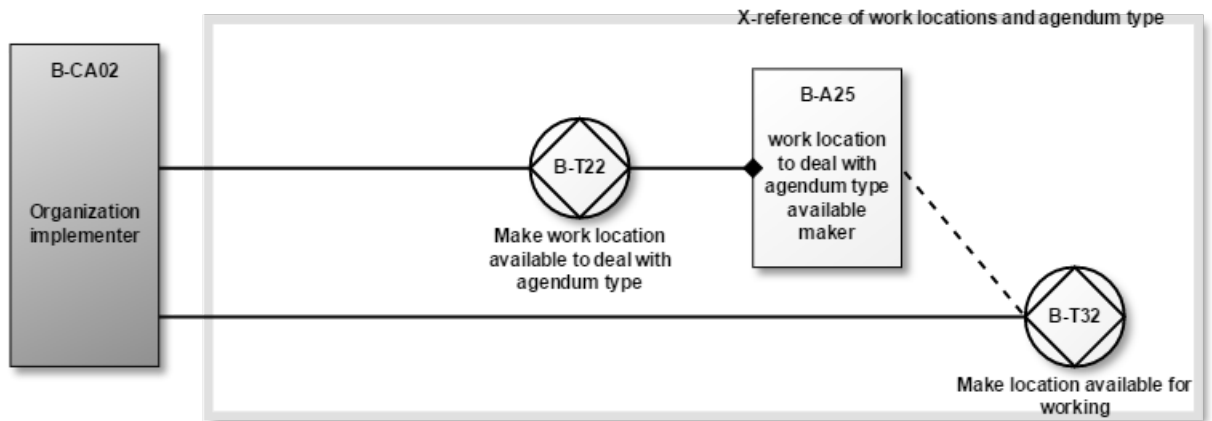 X-reference of work locations and agendum type
B-CA02
Organization
implementer
B-T22
Make work location
available to deal with
agendum type
B-A25
work location
to deal with
agendum type
available
maker
B-T32
Make location available for
working